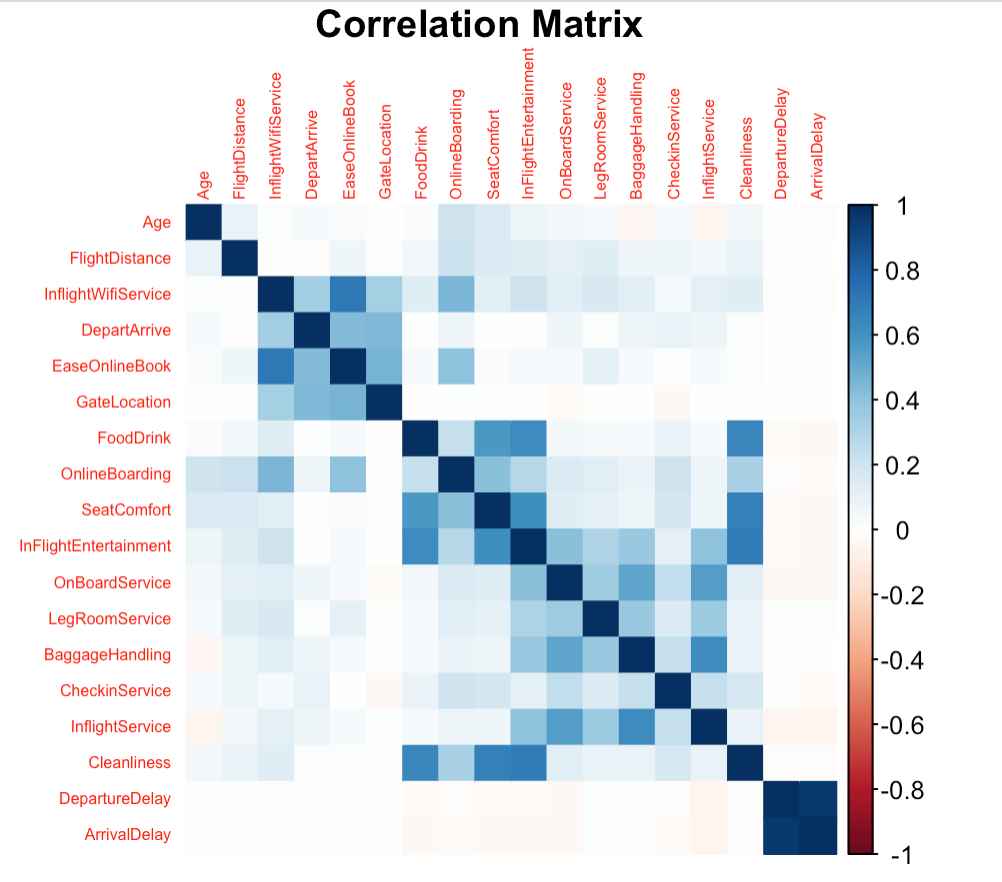 Correlation Matrix
Age
FlightDistance
InflightWifiService
DepartArrive
EaseOnlineBook
GateLocation
FoodDrink
OnlineBoarding
SeatComfort
InFlightEntertainment
OnBoardService
LegRoomService
BaggageHandling
CheckinService
InflightService
Cleanliness
DepartureDelay
ArrivalDelay
Age
FlightDistance
InflightWifiService
DepartArrive
EaseOnlineBook
GateLocation
FoodDrink
OnlineBoarding
SeatComfort
InFlightEntertainment
OnBoardService
LegRoomService
BaggageHandling
CheckinService
InflightService
Cleanliness
DepartureDelay
ArrivalDelay
1
0.8
0.6
0.4
0.2
0
-0.2
-0.4
-0.6
-0.8
-1